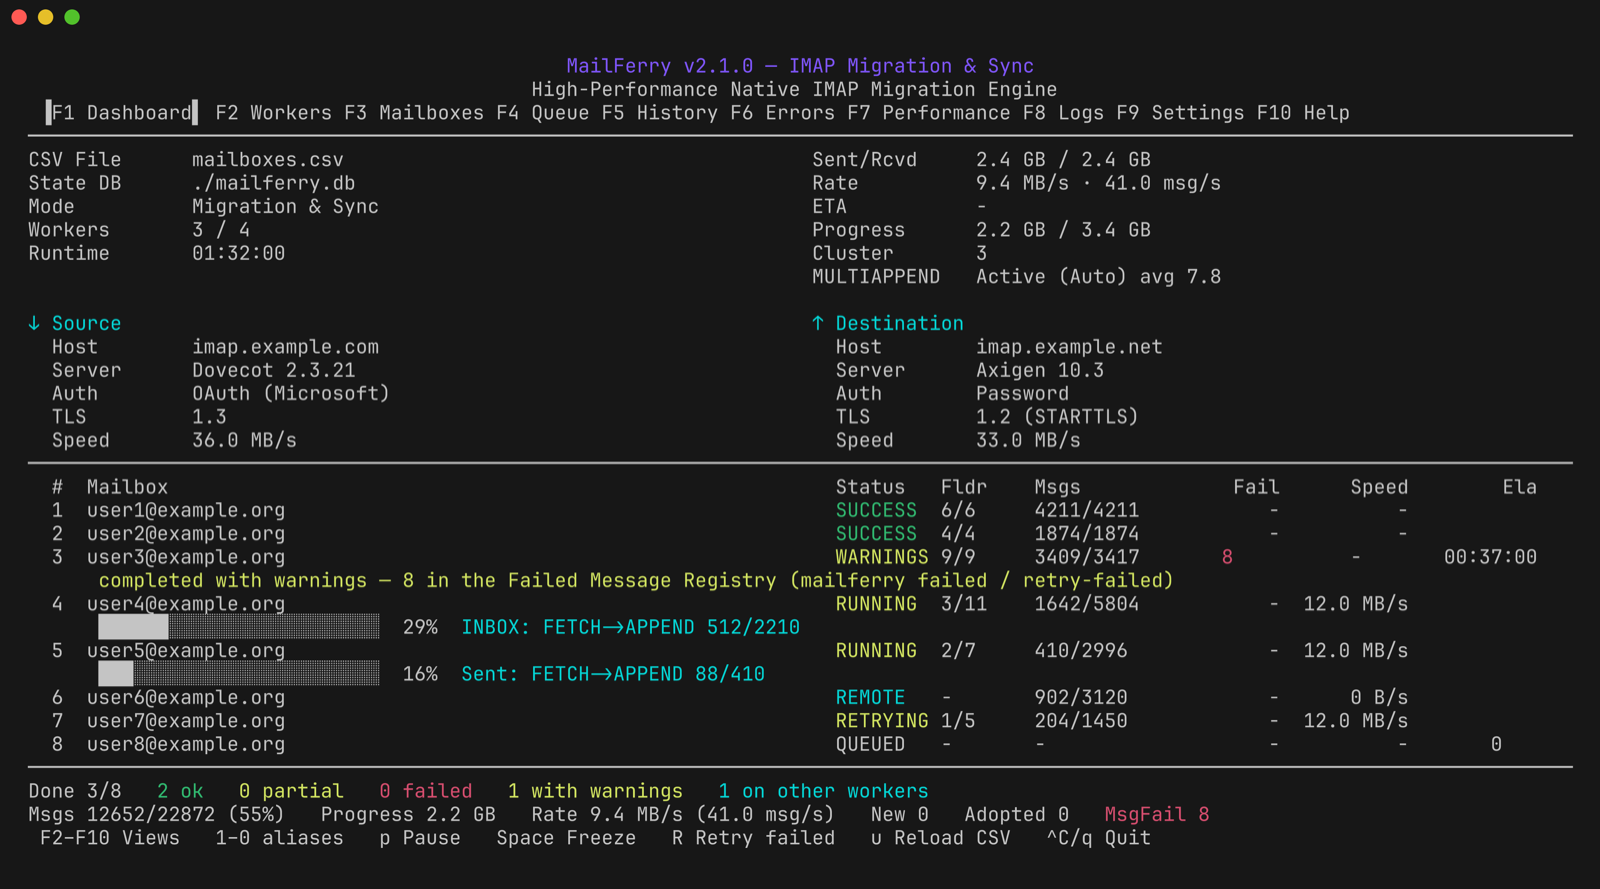 MailFerry v2.1.0 — IMAP Migration & Sync
High-Performance Native IMAP Migration Engine
F1 Dashboard F2 Workers F3 Mailboxes F4 Queue F5 History F6 Errors F7 Performance F8 Logs F9 Settings F10 Help
CSV File mailboxes.csv Sent/Rcvd 2.4 GB / 2.4 GB
State DB ./mailferry.db Rate 9.4 MB/s · 41.0 msg/s
Mode Migration & Sync ETA -
Workers 3 / 4 Progress 2.2 GB / 3.4 GB
Runtime 01:32:00 Cluster 3
MULTIAPPEND Active (Auto) avg 7.8
↓ Source ↑ Destination
Host imap.example.com Host imap.example.net
Server Dovecot 2.3.21 Server Axigen 10.3
Auth OAuth (Microsoft) Auth Password
TLS 1.3 TLS 1.2 (STARTTLS)
Speed 36.0 MB/s Speed 33.0 MB/s
# Mailbox Status Fldr Msgs Fail Speed Ela
1 user1@example.org SUCCESS 6/6 4211/4211 - -
2 user2@example.org SUCCESS 4/4 1874/1874 - -
3 user3@example.org WARNINGS 9/9 3409/3417 8 - 00:37:00
completed with warnings — 8 in the Failed Message Registry (mailferry failed / retry-failed)
4 user4@example.org RUNNING 3/11 1642/5804 - 12.0 MB/s
29% INBOX: FETCH→APPEND 512/2210
5 user5@example.org RUNNING 2/7 410/2996 - 12.0 MB/s
16% Sent: FETCH→APPEND 88/410
6 user6@example.org REMOTE - 902/3120 - 0 B/s
7 user7@example.org RETRYING 1/5 204/1450 - 12.0 MB/s
8 user8@example.org QUEUED - - - - 0
Done 3/8 2 ok 0 partial 0 failed 1 with warnings 1 on other workers
Msgs 12652/22872 (55%) Progress 2.2 GB Rate 9.4 MB/s (41.0 msg/s) New 0 Adopted 0 MsgFail 8
F2-F10 Views 1-0 aliases p Pause Space Freeze R Retry failed u Reload CSV ^C/q Quit